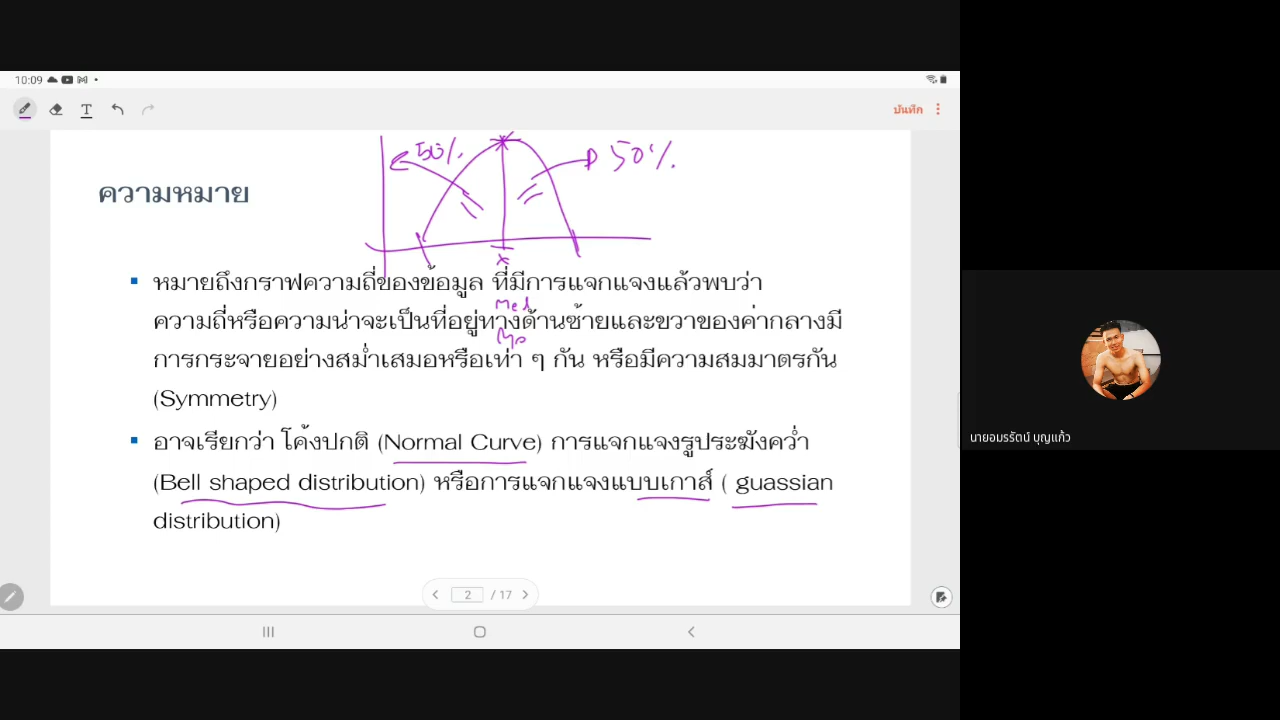 10:09
T
บันทึก
50%
50%
ความหมาย
x
หมายถึงกราฟความถี่ของข้อมูล ที่มีการแจกแจงแล้วพบว่า
Med
ความถี่หรือความน่าจะเป็นที่อยู่ทางด้านซ้ายและขวาของค่ากลางมี
Mo
การกระจายอย่างสม่ำเสมอหรือเท่า ๆ กัน หรือมีความสมมาตรกัน
(Symmetry)
อาจเรียกว่า โค้งปกติ (Normal Curve) การแจกแจงรูประฆังคว่ำ
(Bell shaped distribution) หรือการแจกแจงแบบเกาส์ ( guassian
distribution)
2 / 17
นายอมรรัตน์ บุญแก้ว